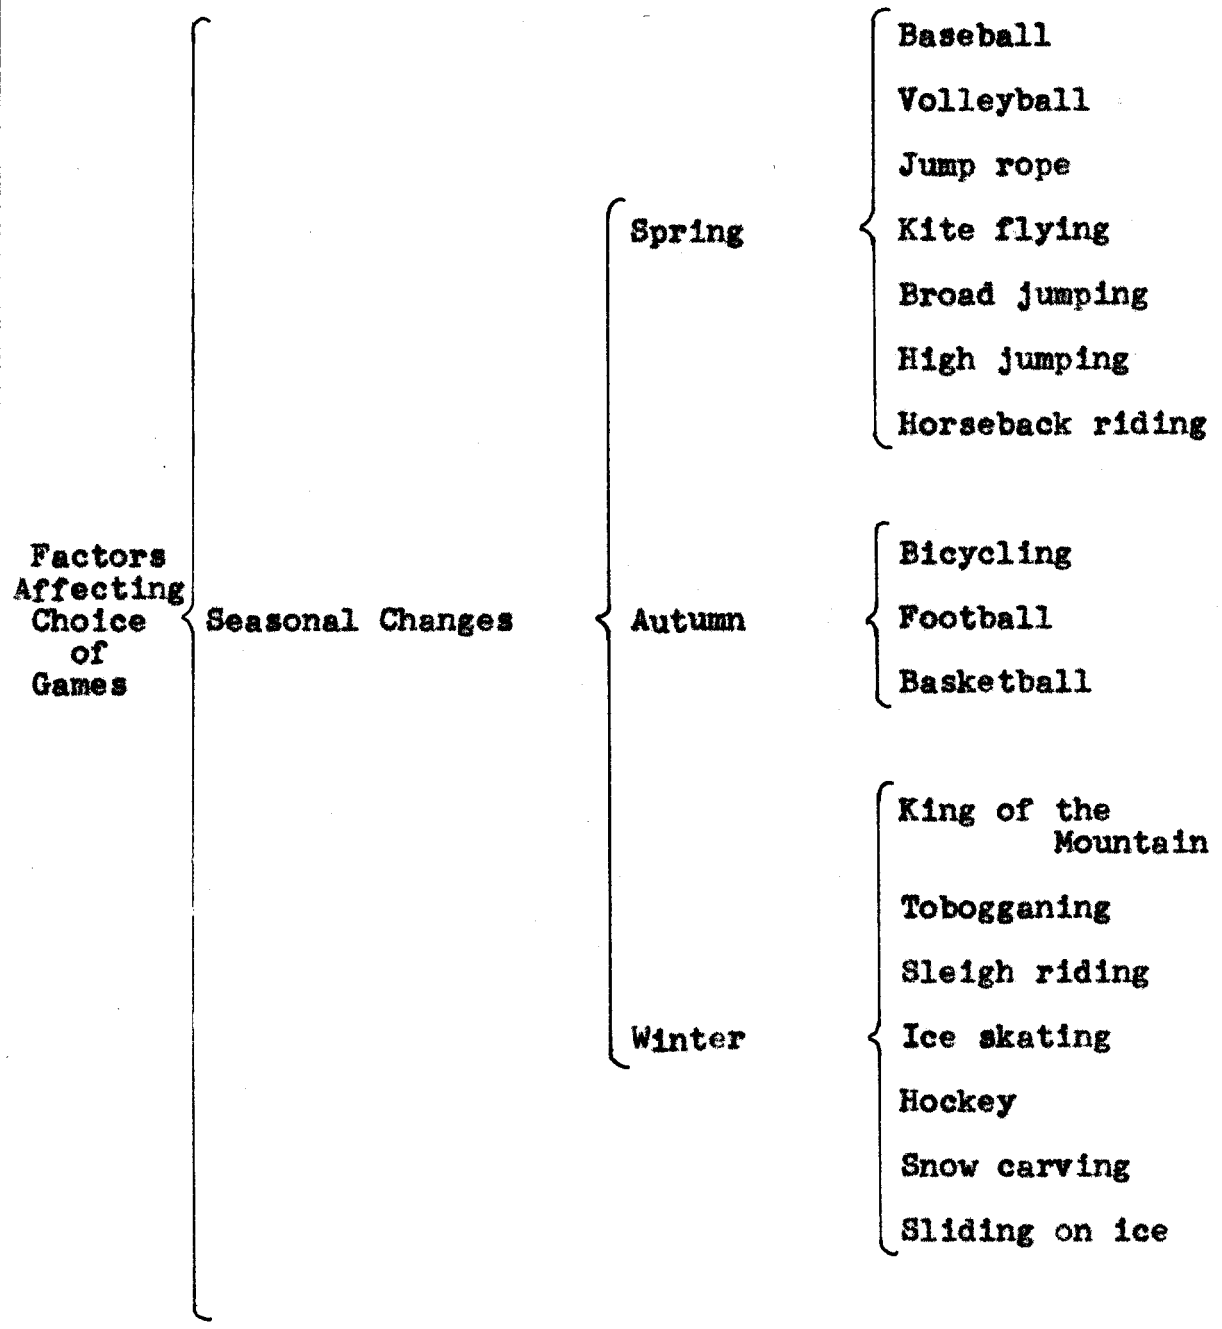 Factors
Affecting
Choice
of
Games
Seasonal Changes
Spring
Baseball
Volleyball
Jump rope
Kite flying
Broad jumping
High jumping
Horseback riding
Autumn
Bicycling
Football
Basketball
Winter
King of the
Mountain
Tobogganing
Sleigh riding
Ice skating
Hockey
Snow carving
Sliding on ice